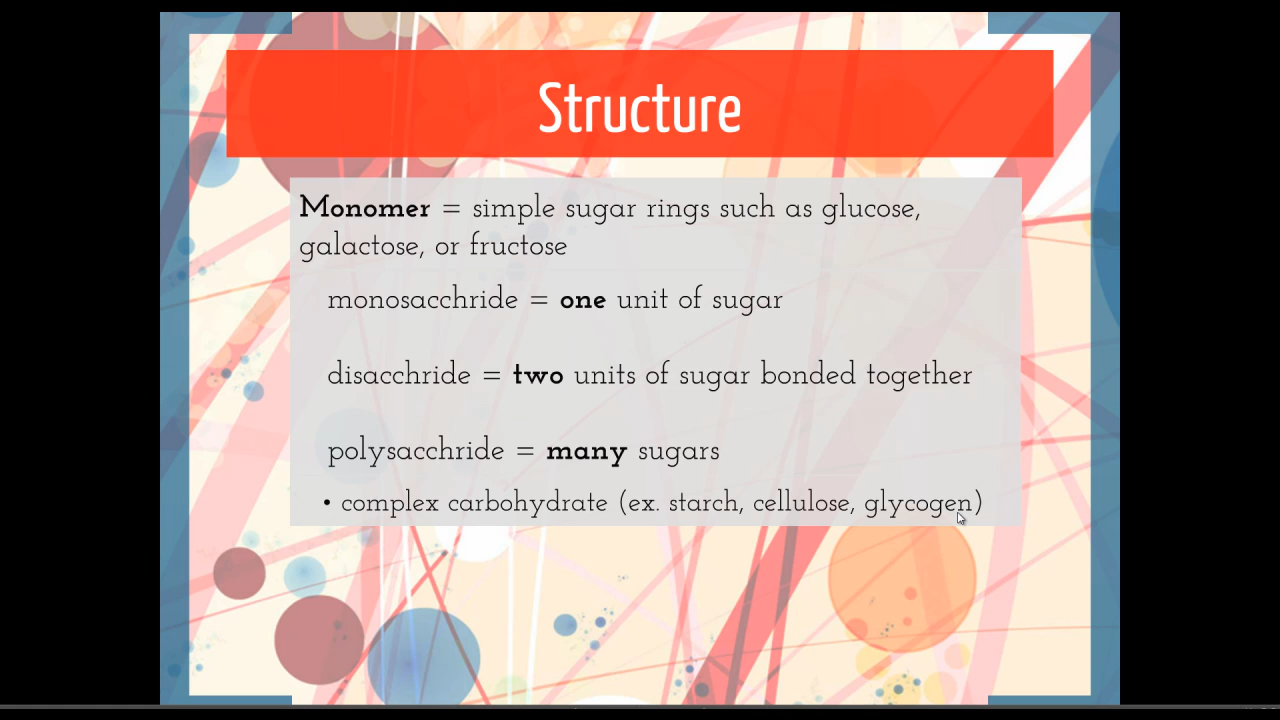 Structure
Monomer = simple sugar rings such as glucose,
galactose, or fructose
monosacchride = one unit of sugar
disacchride = two units of sugar bonded together
polysacchride = many sugars
• complex carbohydrate (ex. starch, cellulose, glycogen)